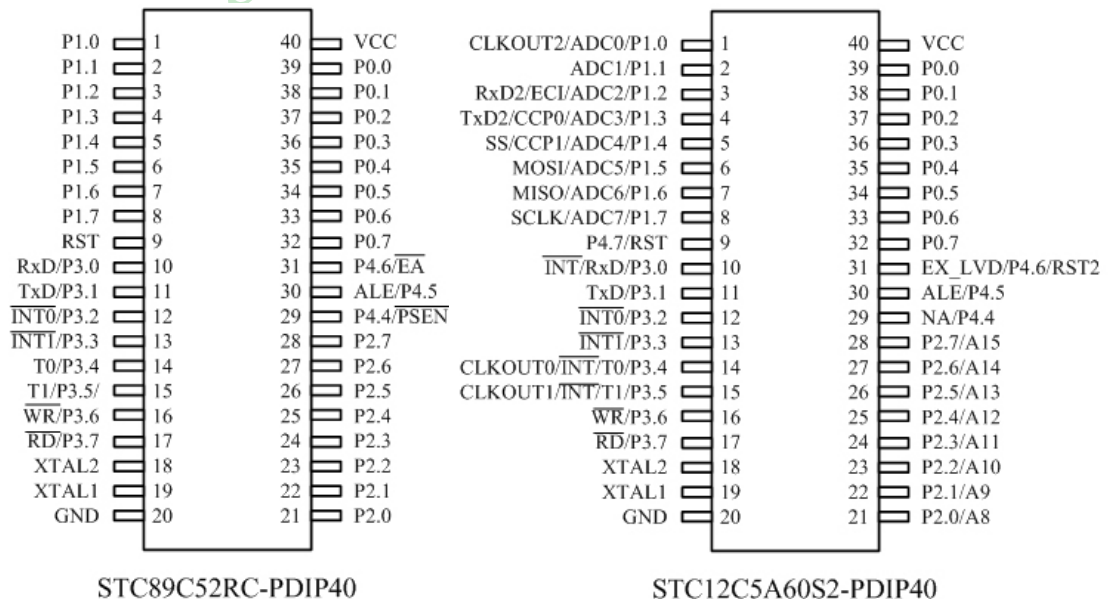 P1.0 1 40 VCC CLKOUT2/ADC0/P1.0 1 40 VCC
P1.1 2 39 P0.0 ADC1/P1.1 2 39 P0.0
P1.2 3 38 P0.1 RxD2/ECI/ADC2/P1.2 3 38 P0.1
P1.3 4 37 P0.2 TxD2/CCP0/ADC3/P1.3 4 37 P0.2
P1.4 5 36 P0.3 SS/CCP1/ADC4/P1.4 5 36 P0.3
P1.5 6 35 P0.4 MOSI/ADC5/P1.5 6 35 P0.4
P1.6 7 34 P0.5 MISO/ADC6/P1.6 7 34 P0.5
P1.7 8 33 P0.6 SCLK/ADC7/P1.7 8 33 P0.6
RST 9 32 P0.7 P4.7/RST 9 32 P0.7
RxD/P3.0 10 31 P4.6/EA INT/RxD/P3.0 10 31 EX_LVD/P4.6/RST2
TxD/P3.1 11 30 ALE/P4.5 TxD/P3.1 11 30 ALE/P4.5
INT0/P3.2 12 29 P4.4/PSEN INT0/P3.2 12 29 NA/P4.4
INT1/P3.3 13 28 P2.7 INT1/P3.3 13 28 P2.7/A15
T0/P3.4 14 27 P2.6 CLKOUT0/INT/T0/P3.4 14 27 P2.6/A14
T1/P3.5/ 15 26 P2.5 CLKOUT1/INT/T1/P3.5 15 26 P2.5/A13
WR/P3.6 16 25 P2.4 WR/P3.6 16 25 P2.4/A12
RD/P3.7 17 24 P2.3 RD/P3.7 17 24 P2.3/A11
XTAL2 18 23 P2.2 XTAL2 18 23 P2.2/A10
XTAL1 19 22 P2.1 XTAL1 19 22 P2.1/A9
GND 20 21 P2.0 GND 20 21 P2.0/A8
STC89C52RC-PDIP40 STC12C5A60S2-PDIP40